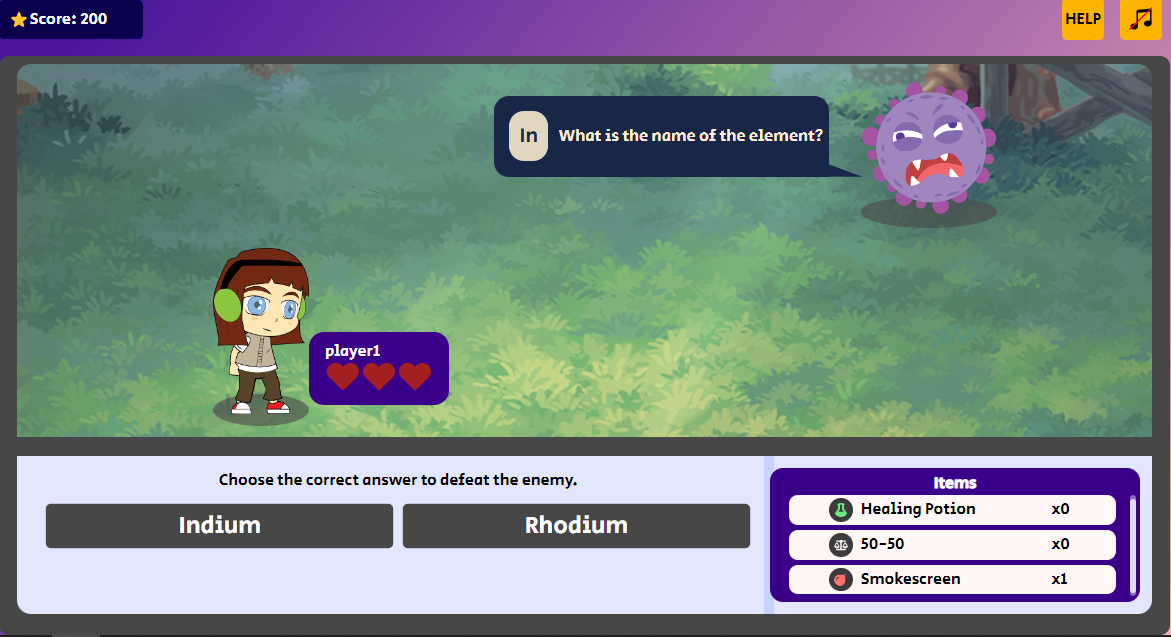 Score: 200
HELP
In
What is the name of the element?
player1
Choose the correct answer to defeat the enemy.
Indium
Rhodium
Items
Healing Potion x0
50-50 x0
Smokescreen x1